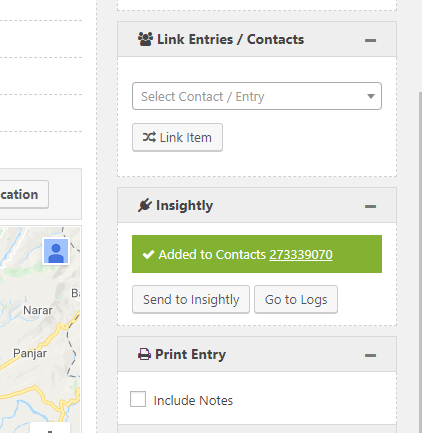 Link Entries / Contacts
Select Contact / Entry
Link Item
cation
Insightly
Added to Contacts 273339070
Send to Insightly
Go to Logs
Narar
Panjar
Print Entry
Include Notes